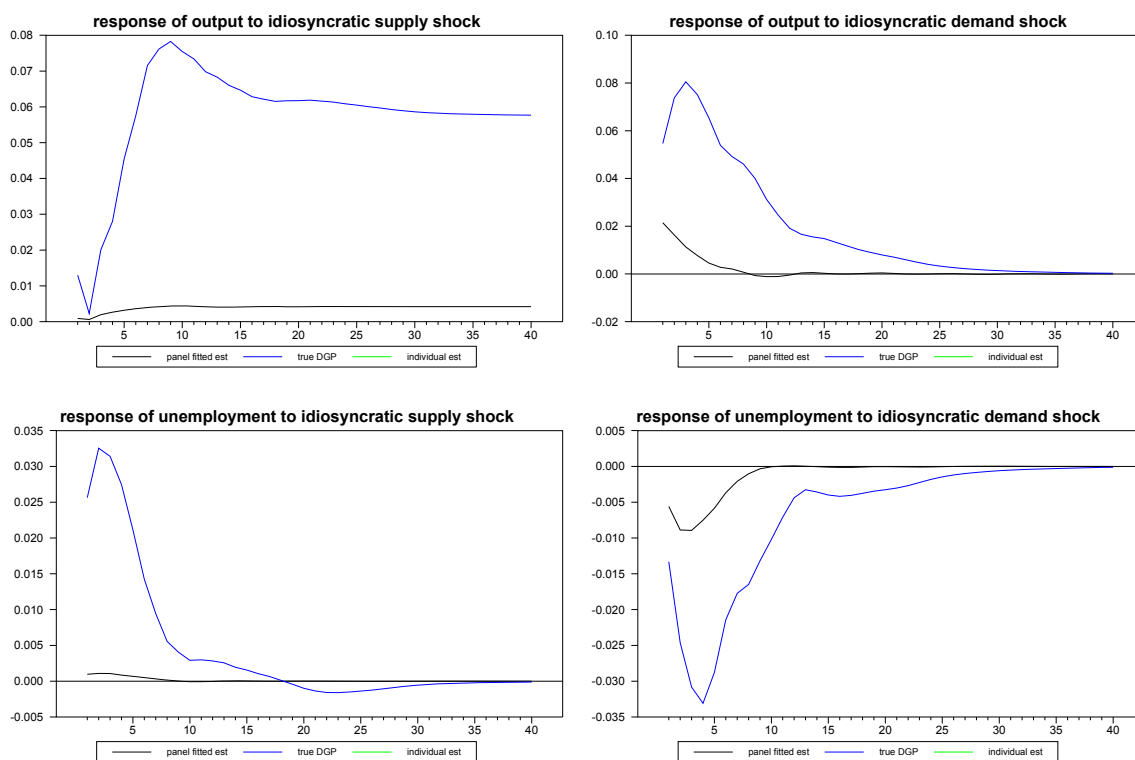 response of output to idiosyncratic supply shock
0.08
0.07
0.06
0.05
0.04
0.03
0.02
0.01
0.00
5 10 15 20 25 30 35 40
panel fitted est true DGP individual est
response of output to idiosyncratic demand shock
0.10
0.08
0.06
0.04
0.02
0.00
-0.02
5 10 15 20 25 30 35 40
panel fitted est true DGP individual est
response of unemployment to idiosyncratic supply shock
0.035
0.030
0.025
0.020
0.015
0.010
0.005
0.000
-0.005
5 10 15 20 25 30 35 40
panel fitted est true DGP individual est
response of unemployment to idiosyncratic demand shock
0.005
0.000
-0.005
-0.010
-0.015
-0.020
-0.025
-0.030
-0.035
5 10 15 20 25 30 35 40
panel fitted est true DGP individual est